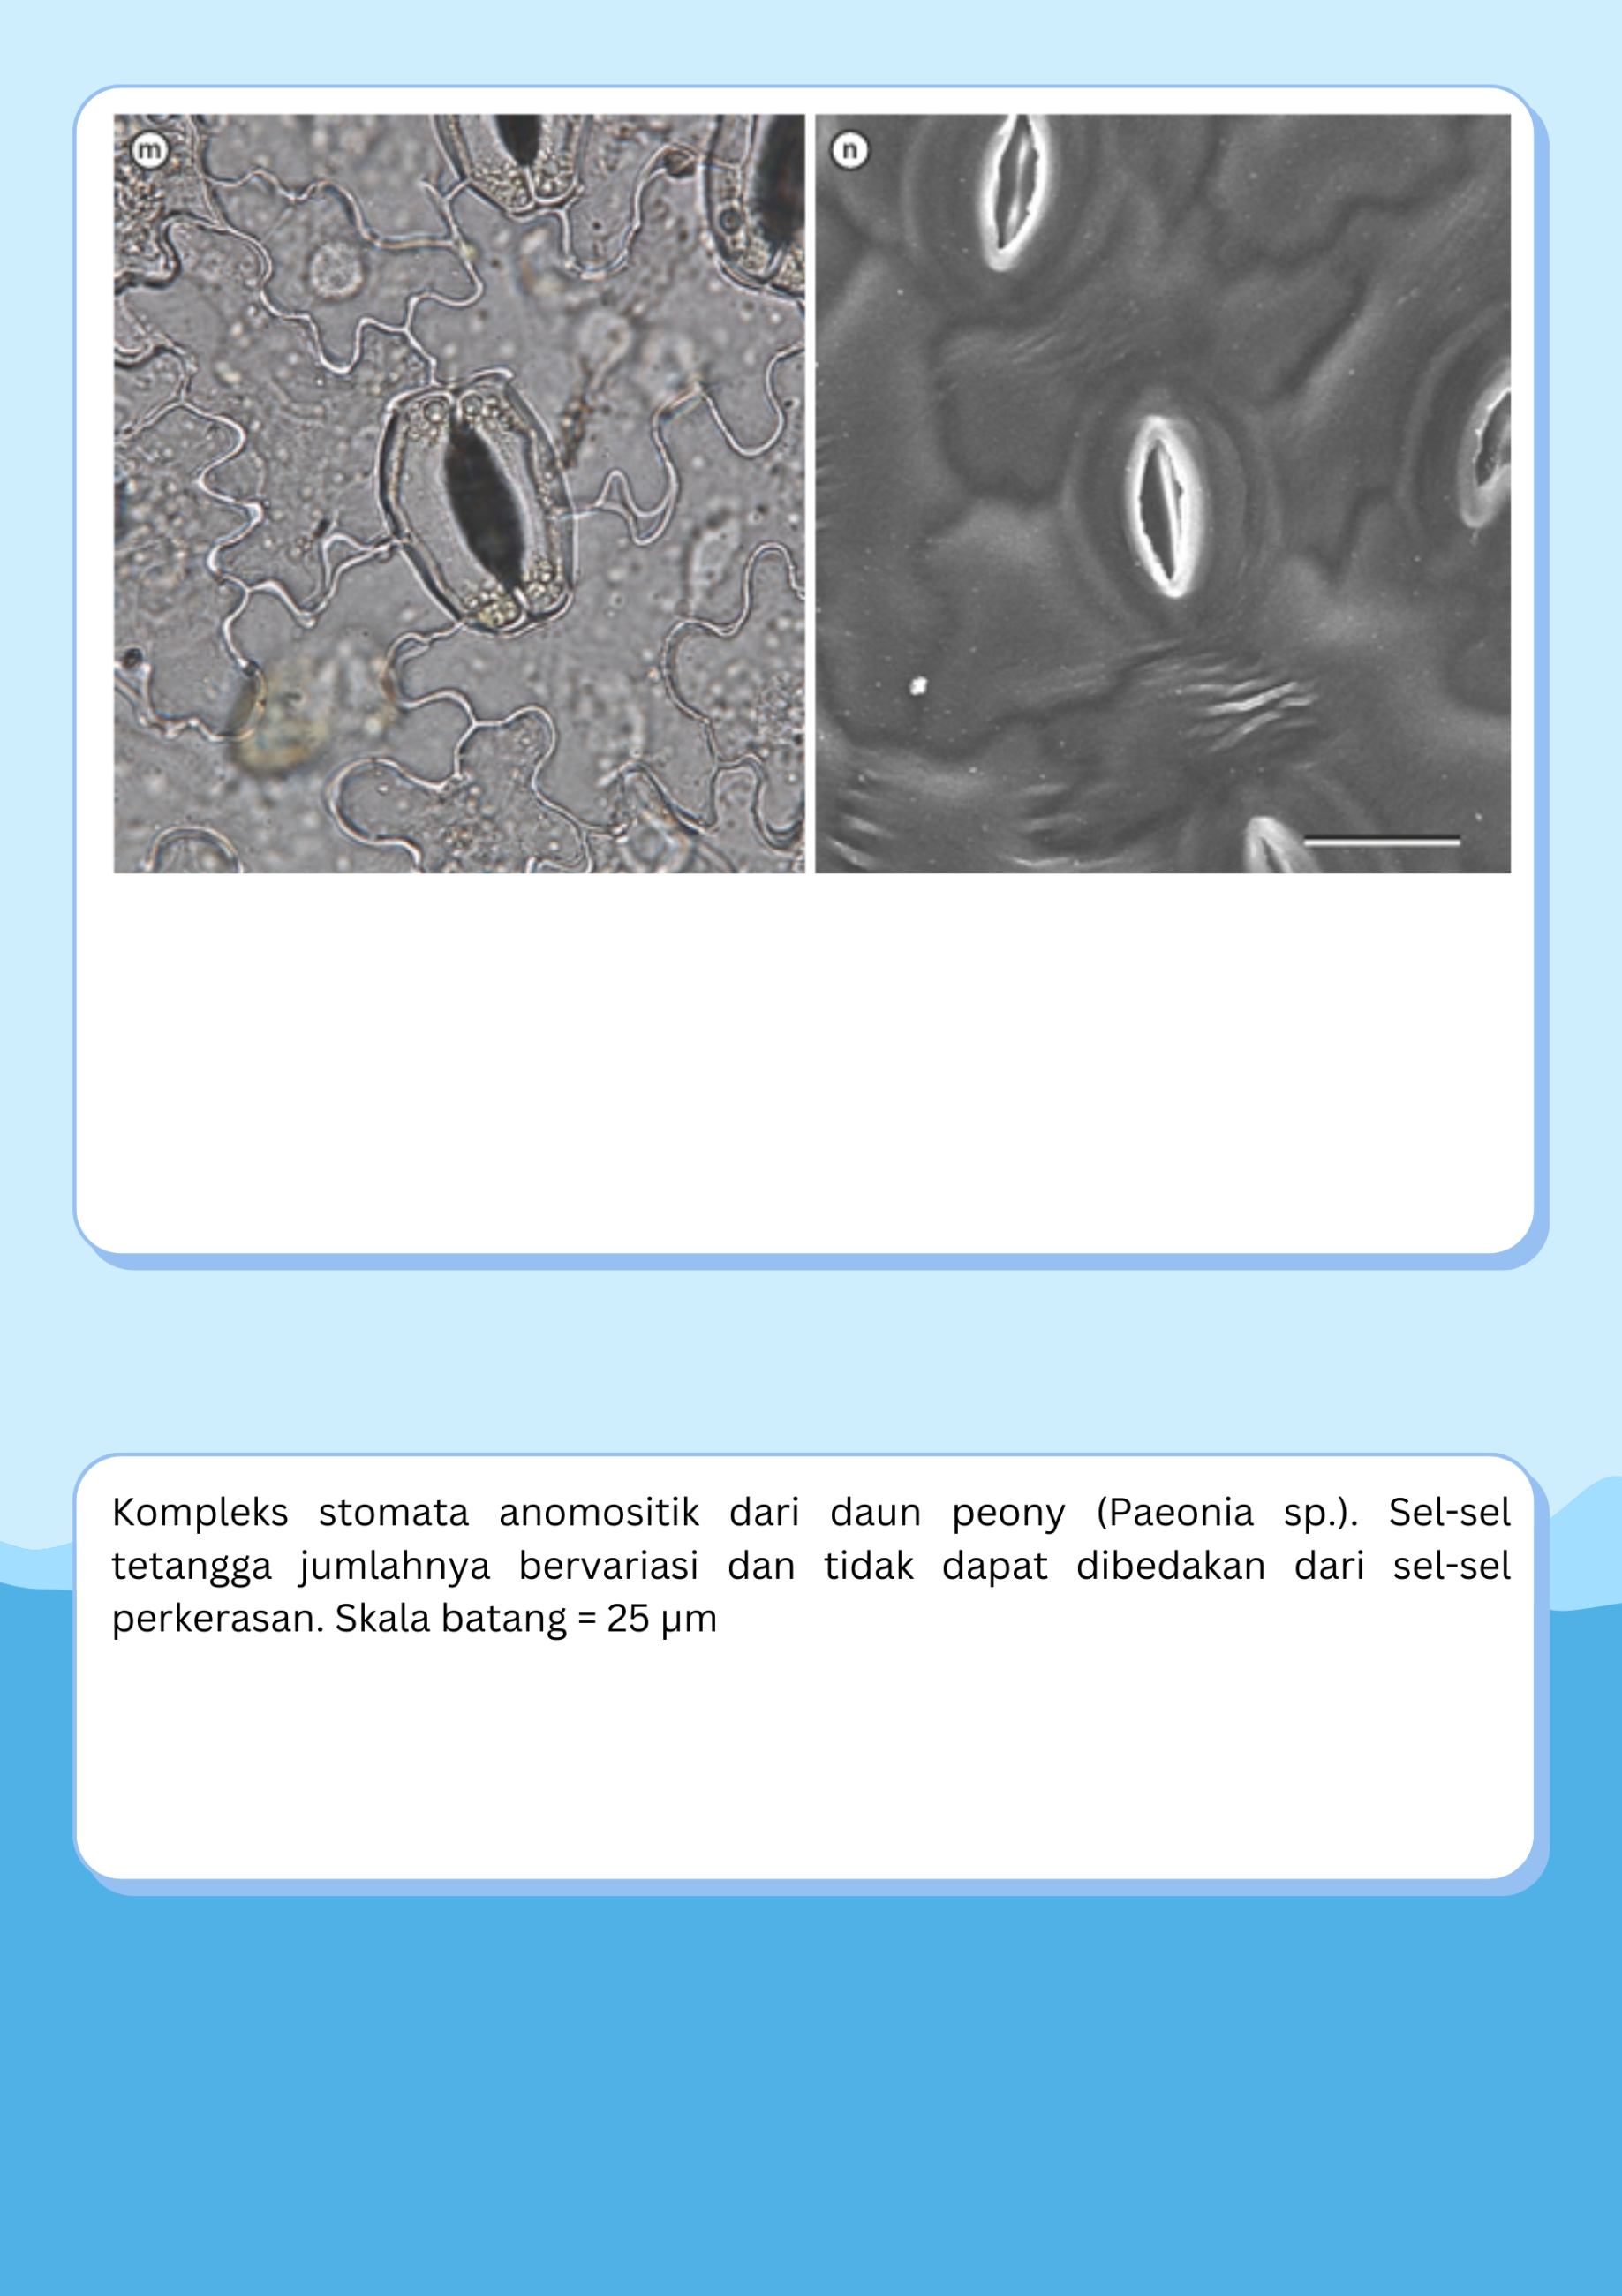 m
n
Kompleks stomata anomositik dari daun peony (Paeonia sp.). Sel-sel
tetangga jumlahnya bervariasi dan tidak dapat dibedakan dari sel-sel
perkerasan. Skala batang = 25 μm